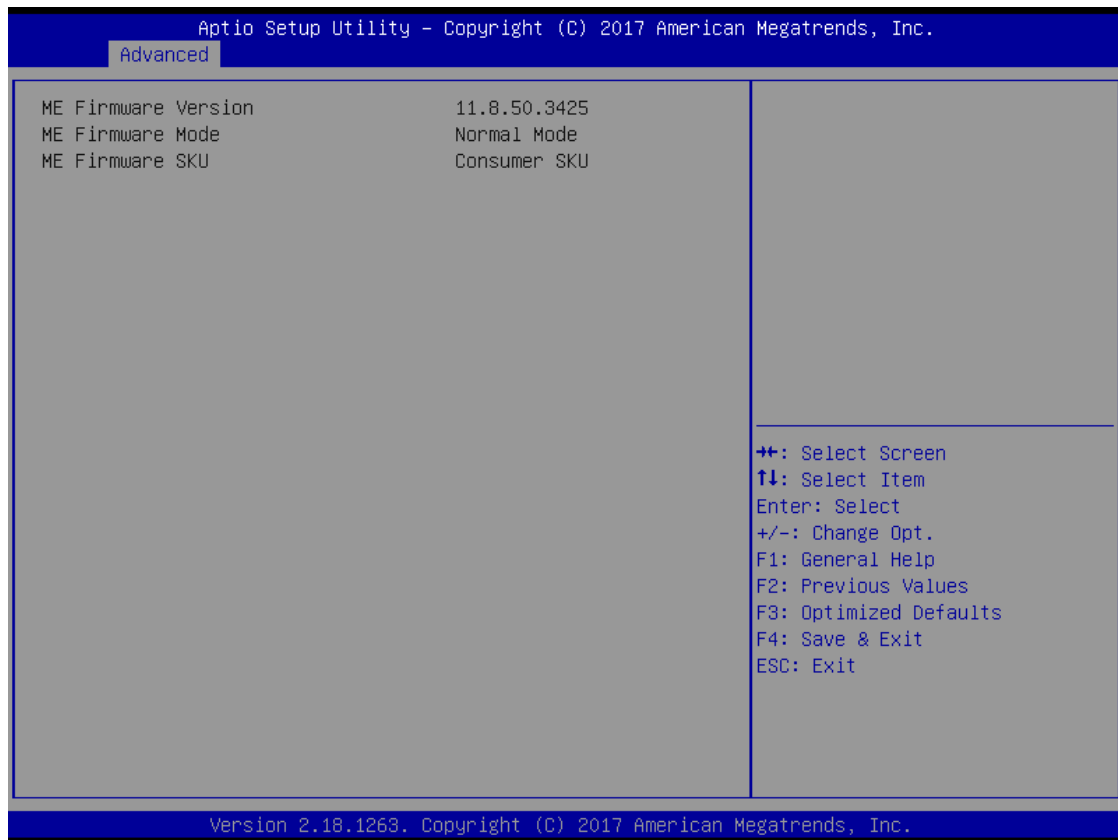 Aptio Setup Utility – Copyright (C) 2017 American Megatrends, Inc.
Advanced
ME Firmware Version 11.8.50.3425
ME Firmware Mode Normal Mode
ME Firmware SKU Consumer SKU
→←: Select Screen
↑↓: Select Item
Enter: Select
+/-: Change Opt.
F1: General Help
F2: Previous Values
F3: Optimized Defaults
F4: Save & Exit
ESC: Exit
Version 2.18.1263. Copyright (C) 2017 American Megatrends, Inc.